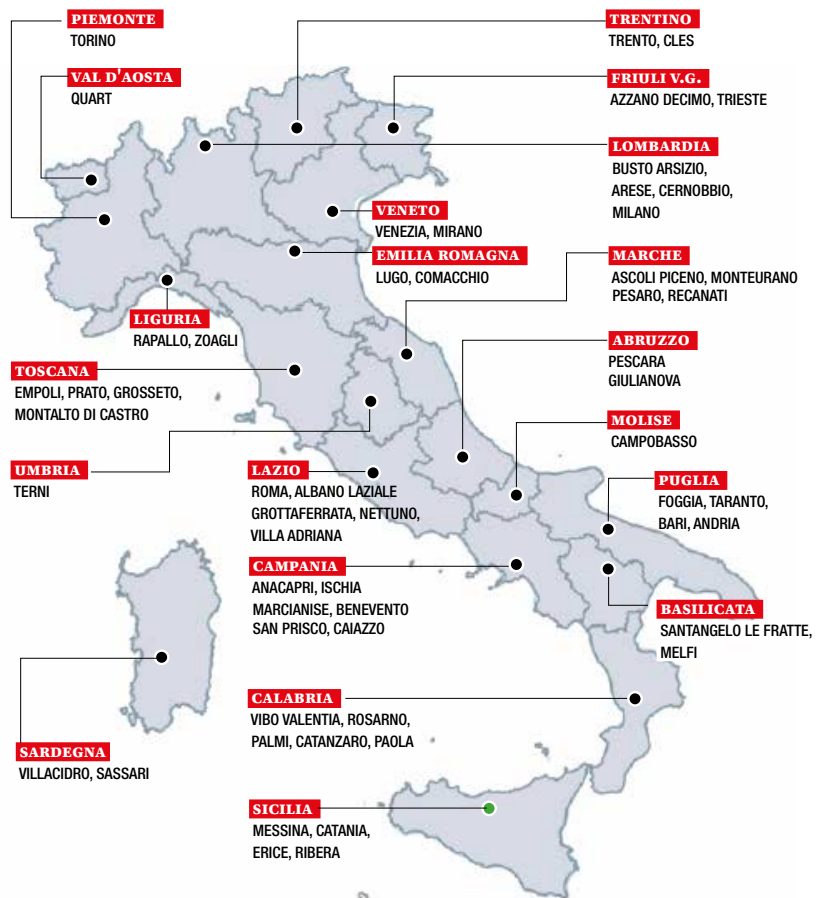 PIEMONTE
TORINO
TRENTINO
TRENTO, CLES
VAL D'AOSTA
QUART
FRIULI V.G.
AZZANO DECIMO, TRIESTE
LOMBARDIA
BUSTO ARSIZIO,
ARESE, CERNOBBIO,
MILANO
VENETO
VENEZIA, MIRANO
EMILIA ROMAGNA
LUGO, COMACCHIO
MARCHE
ASCOLI PICENO, MONTEURANO
PESARO, RECANATI
LIGURIA
RAPALLO, ZOAGLI
ABRUZZO
PESCARA
GIULIANOVA
TOSCANA
EMPOLI, PRATO, GROSSETO,
MONTALTO DI CASTRO
MOLISE
CAMPOBASSO
UMBRIA
TERNI
LAZIO
ROMA, ALBANO LAZIALE
GROTTAFERRATA, NETTUNO,
VILLA ADRIANA
PUGLIA
FOGGIA, TARANTO,
BARI, ANDRIA
CAMPANIA
ANACAPRI, ISCHIA
MARCIANISE, BENEVENTO
SAN PRISCO, CAIAZZO
BASILICATA
SANTANGELO LE FRATTE,
MELFI
CALABRIA
VIBO VALENTIA, ROSARNO,
PALMI, CATANZARO, PAOLA
SARDEGNA
VILLACIDRO, SASSARI
SICILIA
MESSINA, CATANIA,
ERICE, RIBERA